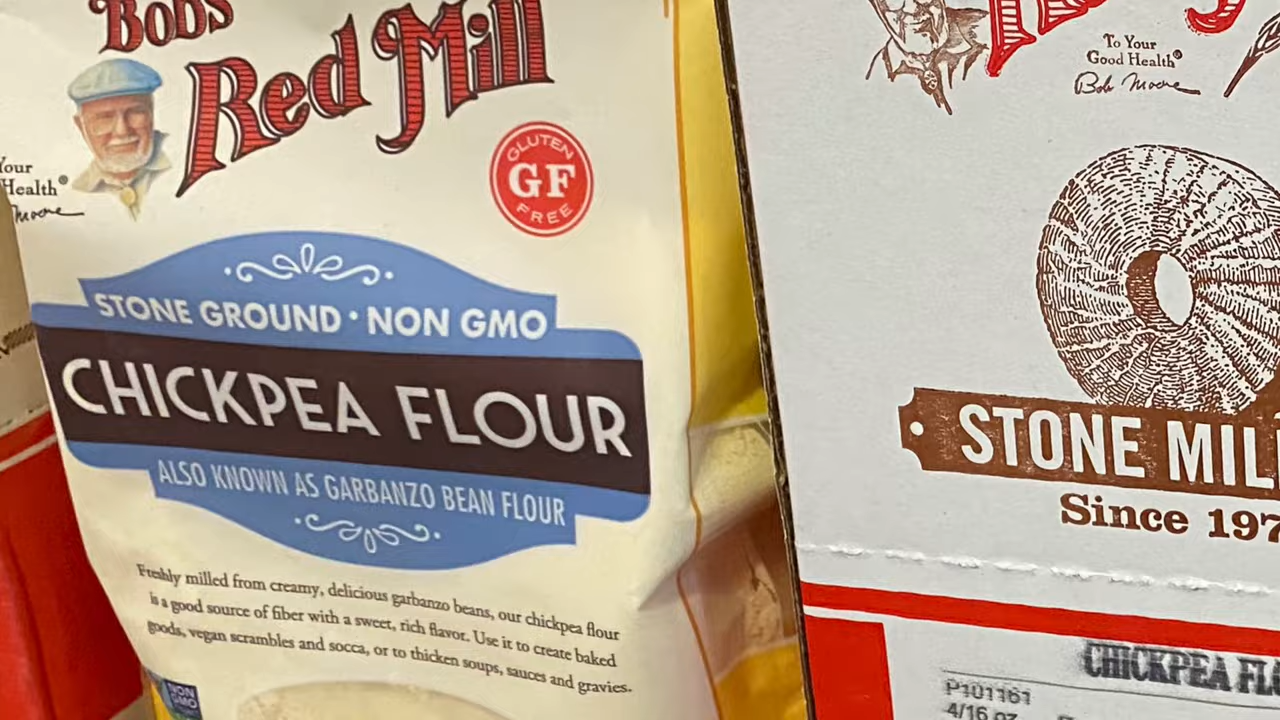 BOB'S
Red Mill
Your
Health®
Moore
GLUTEN
GF
FREE
STONE GROUND · NON GMO
CHICKPEA FLOUR
ALSO KNOWN AS GARBANZO BEAN FLOUR
Freshly milled from creamy, delicious garbanzo beans, our chickpea flour
is a good source of fiber with a sweet, rich flavor. Use it to create baked
goods, vegan scrambles and socca, or to thicken soups, sauces and gravies.
NON
GMO
To Your
Good Health®
Bob Moore
STONE MIL
Since 197
CHICKPEA FL
P101161
4/16 oz